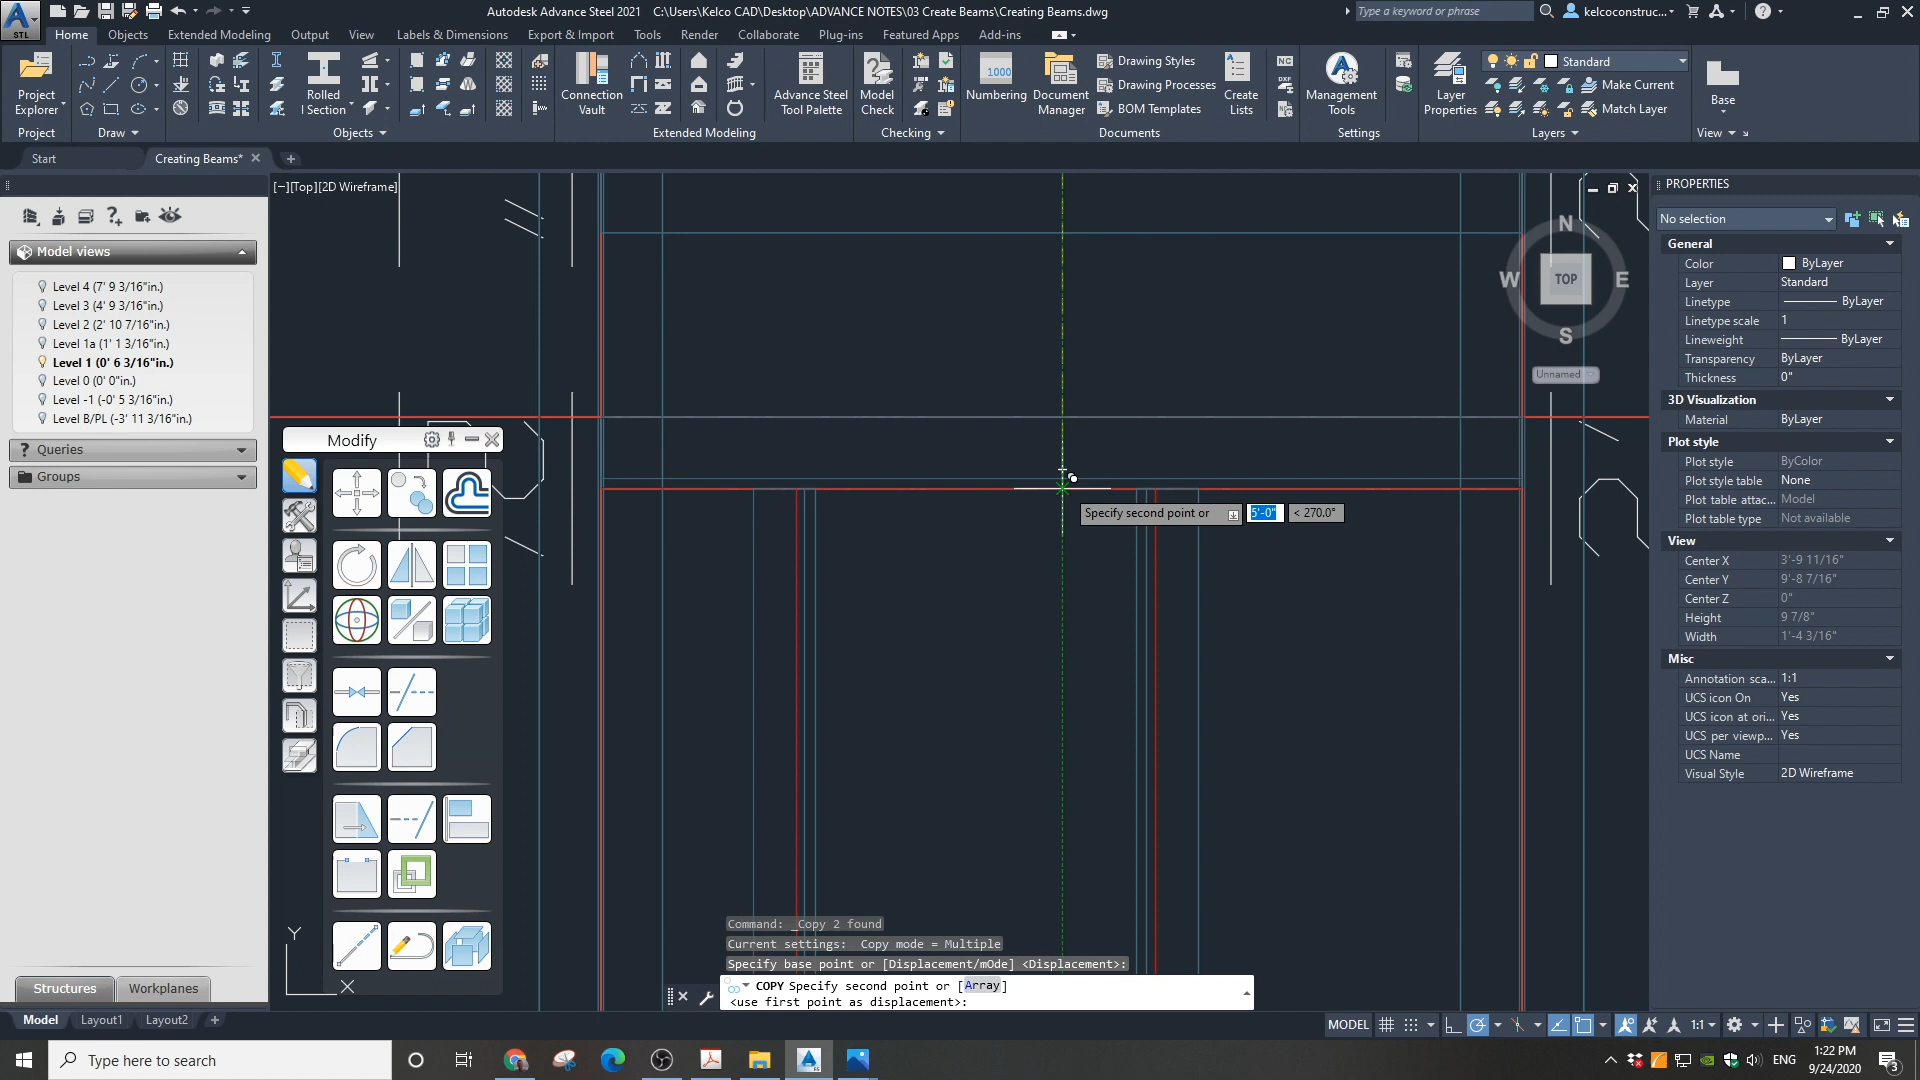 Autodesk Advance Steel 2021 C:\Users\Kelco CAD\Desktop\ADVANCE NOTES\03 Create Beams\Creating Beams.dwg
Type a keyword or phrase
kelcoconstruc...
STL
Home Objects Extended Modeling Output View Labels & Dimensions Export & Import Tools Render Collaborate Plug-ins Featured Apps Add-ins
Project Explorer
Rolled I Section
Connection Vault
Advance Steel Tool Palette
Model Check
1000
Numbering
Document Manager
Drawing Styles
Drawing Processes
BOM Templates
Create Lists
NC
DXF
Management Tools
Layer Properties
Standard
Make Current
Match Layer
Base
Project Draw Objects Extended Modeling Checking Documents Settings Layers View
Start Creating Beams*
[−][Top][2D Wireframe]
Model views
Level 4 (7' 9 3/16"in.)
Level 3 (4' 9 3/16"in.)
Level 2 (2' 10 7/16"in.)
Level 1a (1' 1 3/16"in.)
Level 1 (0' 6 3/16"in.)
Level 0 (0' 0"in.)
Level -1 (-0' 5 3/16"in.)
Level B/PL (-3' 11 3/16"in.)
Queries
Groups
Structures Workplanes
Modify
N
W TOP E
S
Unnamed
Specify second point or 5'-0" < 270.0°
Y
X
Command: _Copy 2 found
Current settings: Copy mode = Multiple
Specify base point or [Displacement/mOde] <Displacement>:
COPY Specify second point or [Array]
<use first point as displacement>:
PROPERTIES
No selection
General
Color ByLayer
Layer Standard
Linetype ByLayer
Linetype scale 1
Lineweight ByLayer
Transparency ByLayer
Thickness 0"
3D Visualization
Material ByLayer
Plot style
Plot style ByColor
Plot style table None
Plot table attac... Model
Plot table type Not available
View
Center X 3'-9 11/16"
Center Y 9'-8 7/16"
Center Z 0"
Height 9 7/8"
Width 1'-4 3/16"
Misc
Annotation sca... 1:1
UCS icon On Yes
UCS icon at ori... Yes
UCS per viewp... Yes
UCS Name
Visual Style 2D Wireframe
Model Layout1 Layout2
MODEL 1:1
Type here to search
ENG
1:22 PM
9/24/2020
3